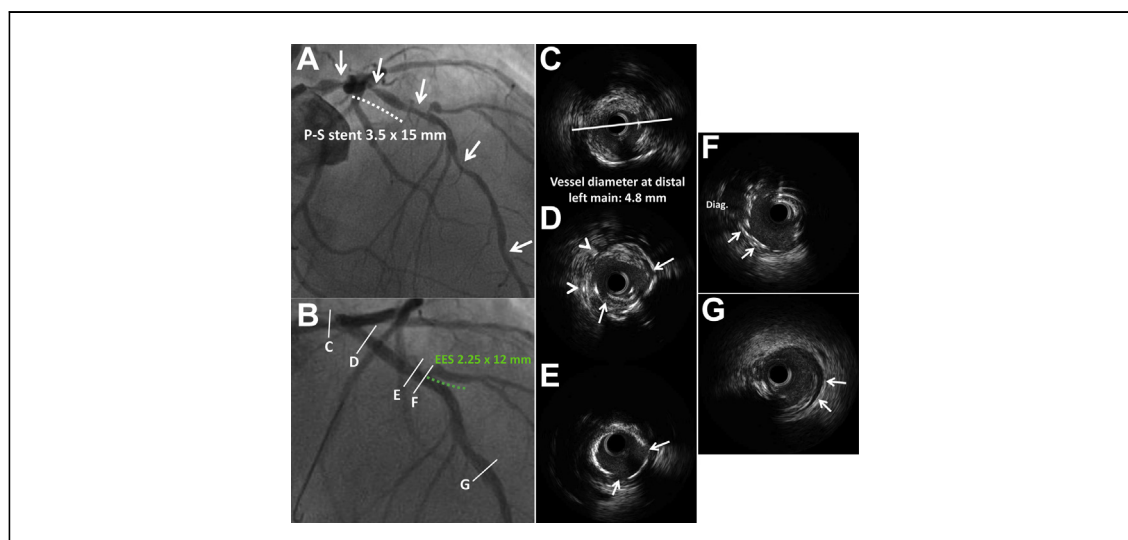 A
P-S stent 3.5 x 15 mm
B
C
D
EES 2.25 x 12 mm
E
F
G
C
Vessel diameter at distal
left main: 4.8 mm
D
E
F
Diag.
G